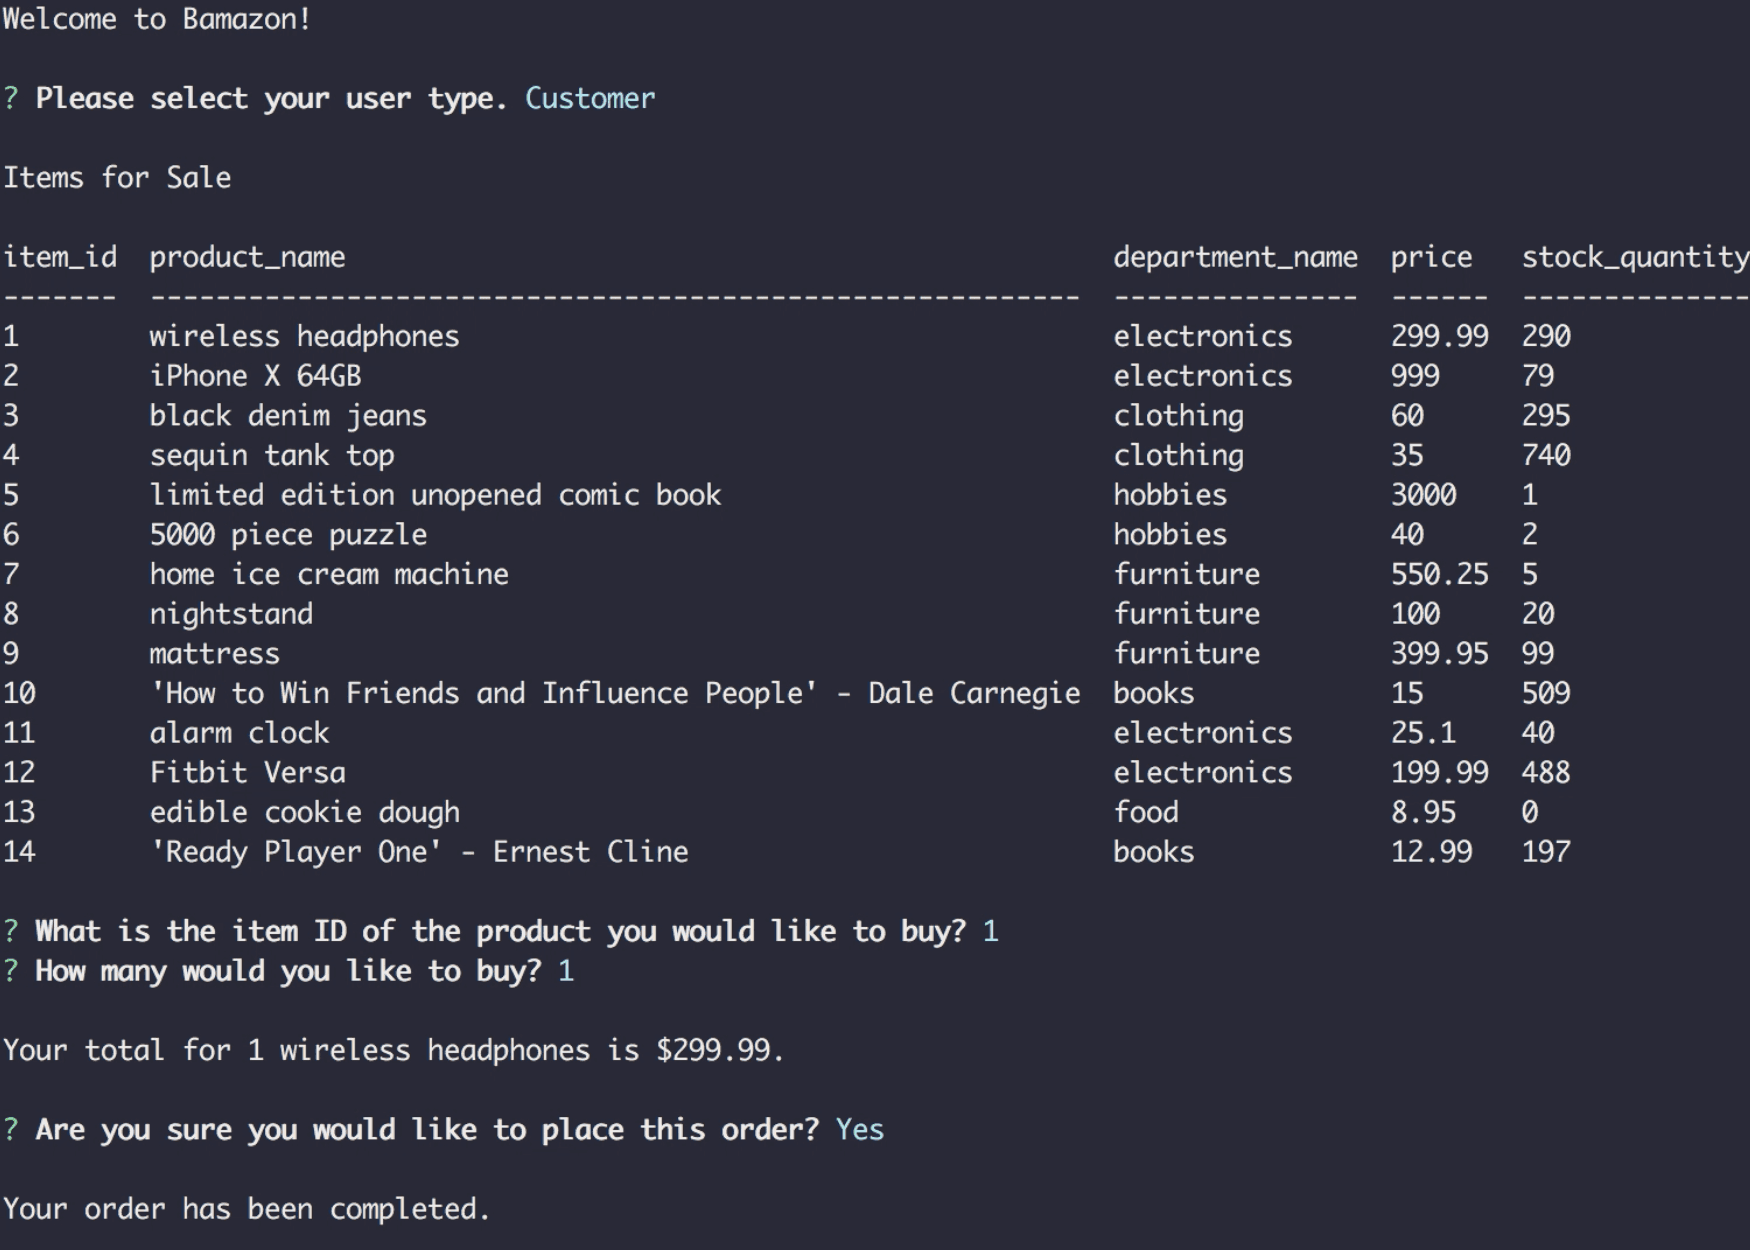 Welcome to Bamazon!
? Please select your user type. Customer
Items for Sale
item_id  product_name                                               department_name  price   stock_quantity
-------  ---------------------------------------------------------  ---------------  ------  --------------
1        wireless headphones                                        electronics      299.99  290
2        iPhone X 64GB                                              electronics      999     79
3        black denim jeans                                          clothing         60      295
4        sequin tank top                                            clothing         35      740
5        limited edition unopened comic book                        hobbies          3000    1
6        5000 piece puzzle                                          hobbies          40      2
7        home ice cream machine                                     furniture        550.25  5
8        nightstand                                                 furniture        100     20
9        mattress                                                   furniture        399.95  99
10       'How to Win Friends and Influence People' - Dale Carnegie  books            15      509
11       alarm clock                                                electronics      25.1    40
12       Fitbit Versa                                               electronics      199.99  488
13       edible cookie dough                                        food             8.95    0
14       'Ready Player One' - Ernest Cline                          books            12.99   197
? What is the item ID of the product you would like to buy? 1
? How many would you like to buy? 1
Your total for 1 wireless headphones is $299.99.
? Are you sure you would like to place this order? Yes
Your order has been completed.